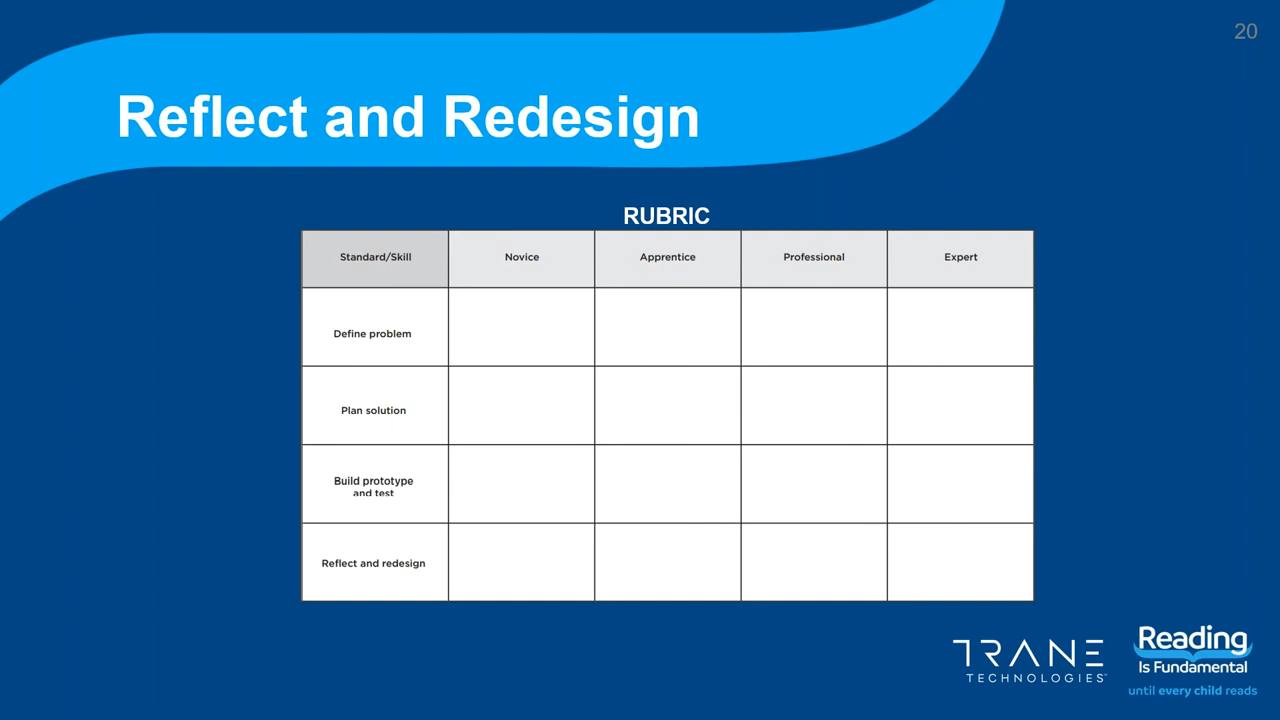 20
Reflect and Redesign
RUBRIC
Standard/Skill Novice Apprentice Professional Expert
Define problem
Plan solution
Build prototype
and test
Reflect and redesign
TRANE
TECHNOLOGIES™
Reading
Is Fundamental
until every child reads